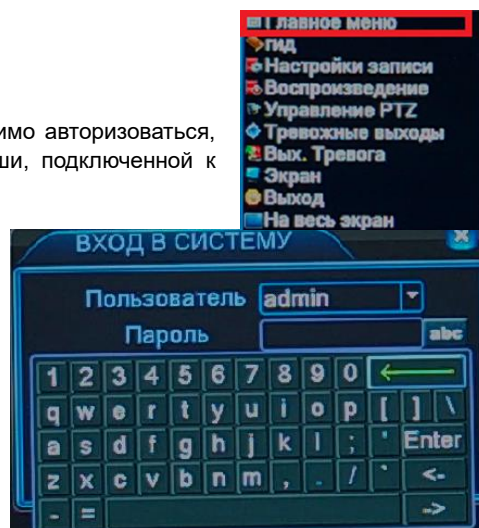 Главное меню
гид
Настройки записи
Воспроизведение
Управление PTZ
Тревожные выходы
Вых. Тревога
Экран
Выход
На весь экран
имо авторизоваться,
ши, подключенной к
ВХОД В СИСТЕМУ
Пользователь admin
Пароль abc
1 2 3 4 5 6 7 8 9 0
q w e r t y u i o p [ ] \
a s d f g h j k l ; ' Enter
z x c v b n m , . / ` <-
- = ->